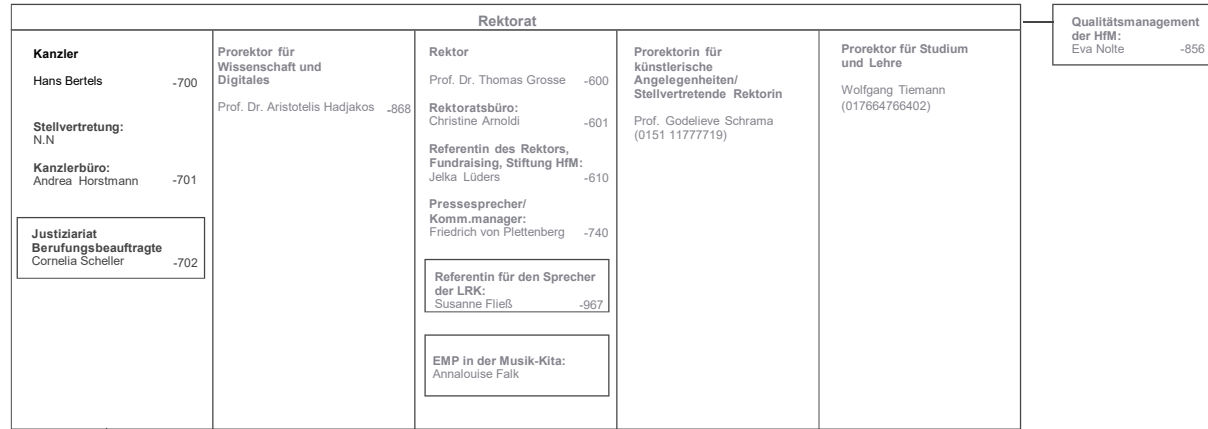 Rektorat
Kanzler
Hans Bertels -700
Stellvertretung:
N.N
Kanzlerbüro:
Andrea Horstmann -701
Justiziariat
Berufungsbeauftragte
Cornelia Scheller -702
Prorektor für
Wissenschaft und
Digitales
Prof. Dr. Aristotelis Hadjakos -868
Rektor
Prof. Dr. Thomas Grosse -600
Rektoratsbüro:
Christine Arnoldi -601
Referentin des Rektors,
Fundraising, Stiftung HfM:
Jelka Lüders -610
Pressesprecher/
Komm.manager:
Friedrich von Plettenberg -740
Referentin für den Sprecher
der LRK:
Susanne Fließ -967
EMP in der Musik-Kita:
Annalouise Falk
Prorektorin für
künstlerische
Angelegenheiten/
Stellvertretende Rektorin
Prof. Godelieve Schrama
(0151 11777719)
Prorektor für Studium
und Lehre
Wolfgang Tiemann
(017664766402)
Qualitätsmanagement
der HfM:
Eva Nolte -856